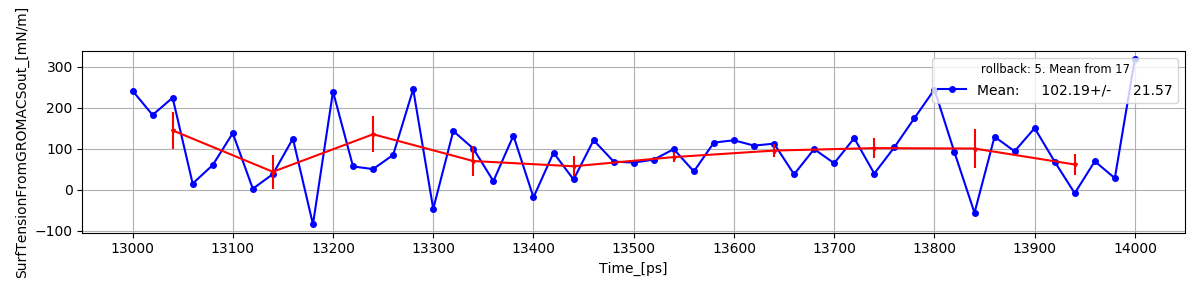 SurfTensionFromGROMACSout_[mN/m]
300
200
100
0
−100
rollback: 5. Mean from 17
Mean: 102.19+/- 21.57
13000 13100 13200 13300 13400 13500 13600 13700 13800 13900 14000
Time_[ps]